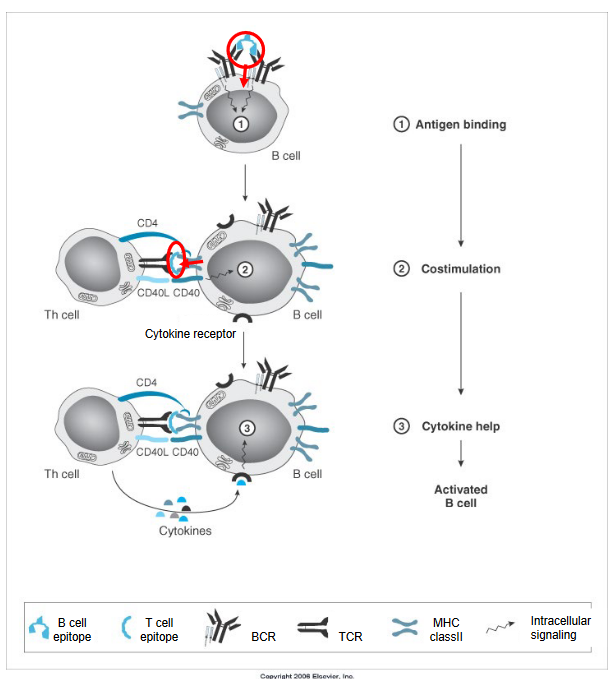 1
B cell
1 Antigen binding
CD4
2
CD40L CD40
Th cell
B cell
2 Costimulation
Cytokine receptor
CD4
3
CD40L CD40
Th cell
B cell
3 Cytokine help
Activated
B cell
Cytokines
B cell
epitope
T cell
epitope
BCR
TCR
MHC
classII
Intracellular
signaling
Copyright 2006 Elsevier, Inc.